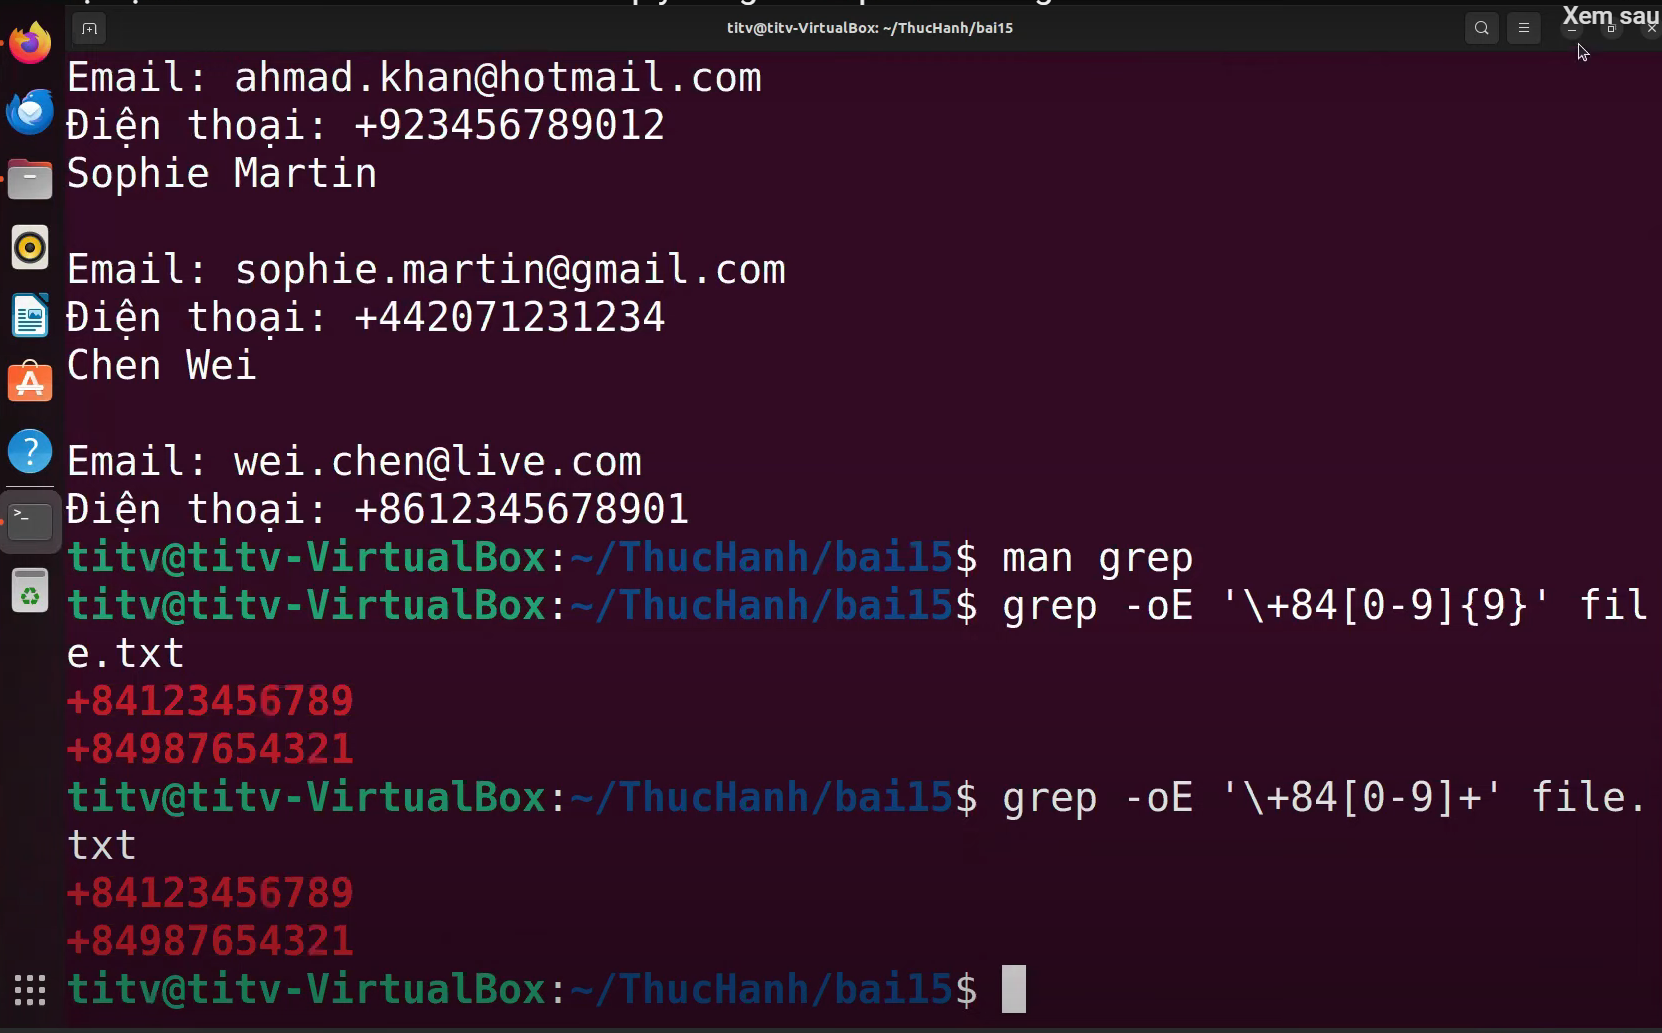 titv@titv-VirtualBox: ~/ThucHanh/bai15
Xem sau
Email: ahmad.khan@hotmail.com
Điện thoại: +923456789012
Sophie Martin
Email: sophie.martin@gmail.com
Điện thoại: +442071231234
Chen Wei
Email: wei.chen@live.com
Điện thoại: +8612345678901
titv@titv-VirtualBox:~/ThucHanh/bai15$ man grep
titv@titv-VirtualBox:~/ThucHanh/bai15$ grep -oE '\+84[0-9]{9}' fil
e.txt
+84123456789
+84987654321
titv@titv-VirtualBox:~/ThucHanh/bai15$ grep -oE '\+84[0-9]+' file.
txt
+84123456789
+84987654321
titv@titv-VirtualBox:~/ThucHanh/bai15$